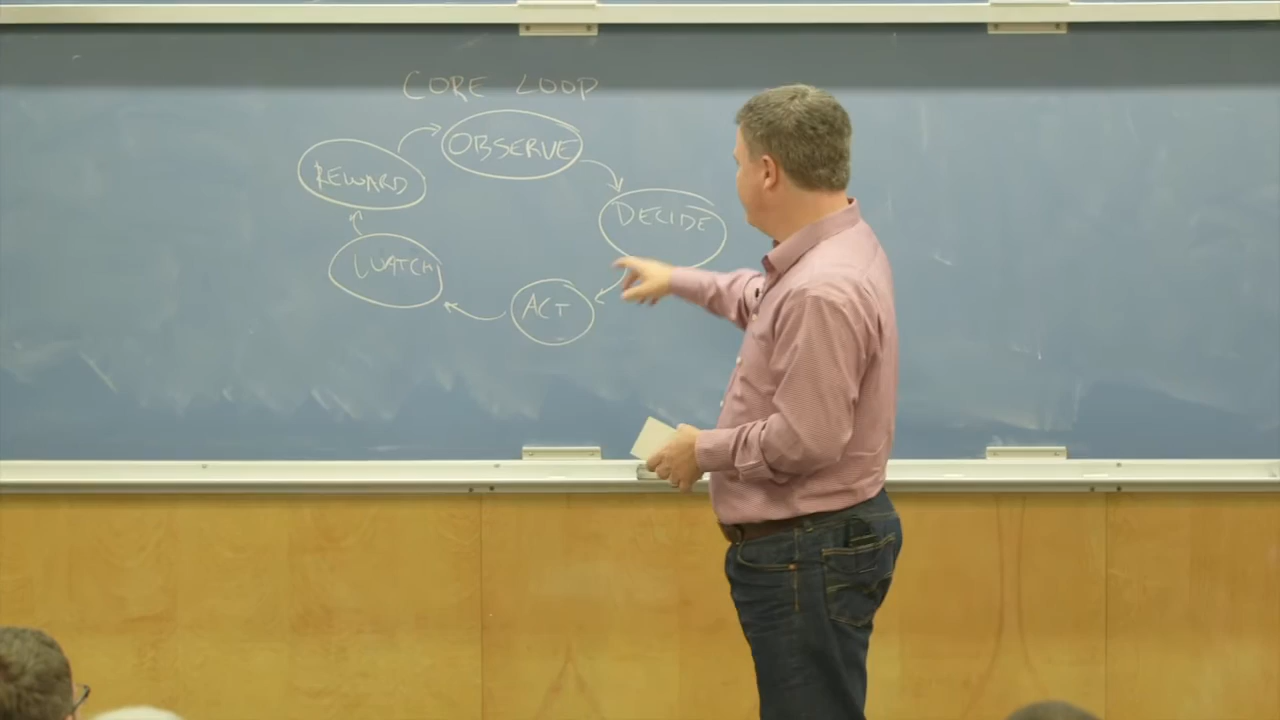 CORE LOOP
OBSERVE
REWARD
DECIDE
WATCH
ACT